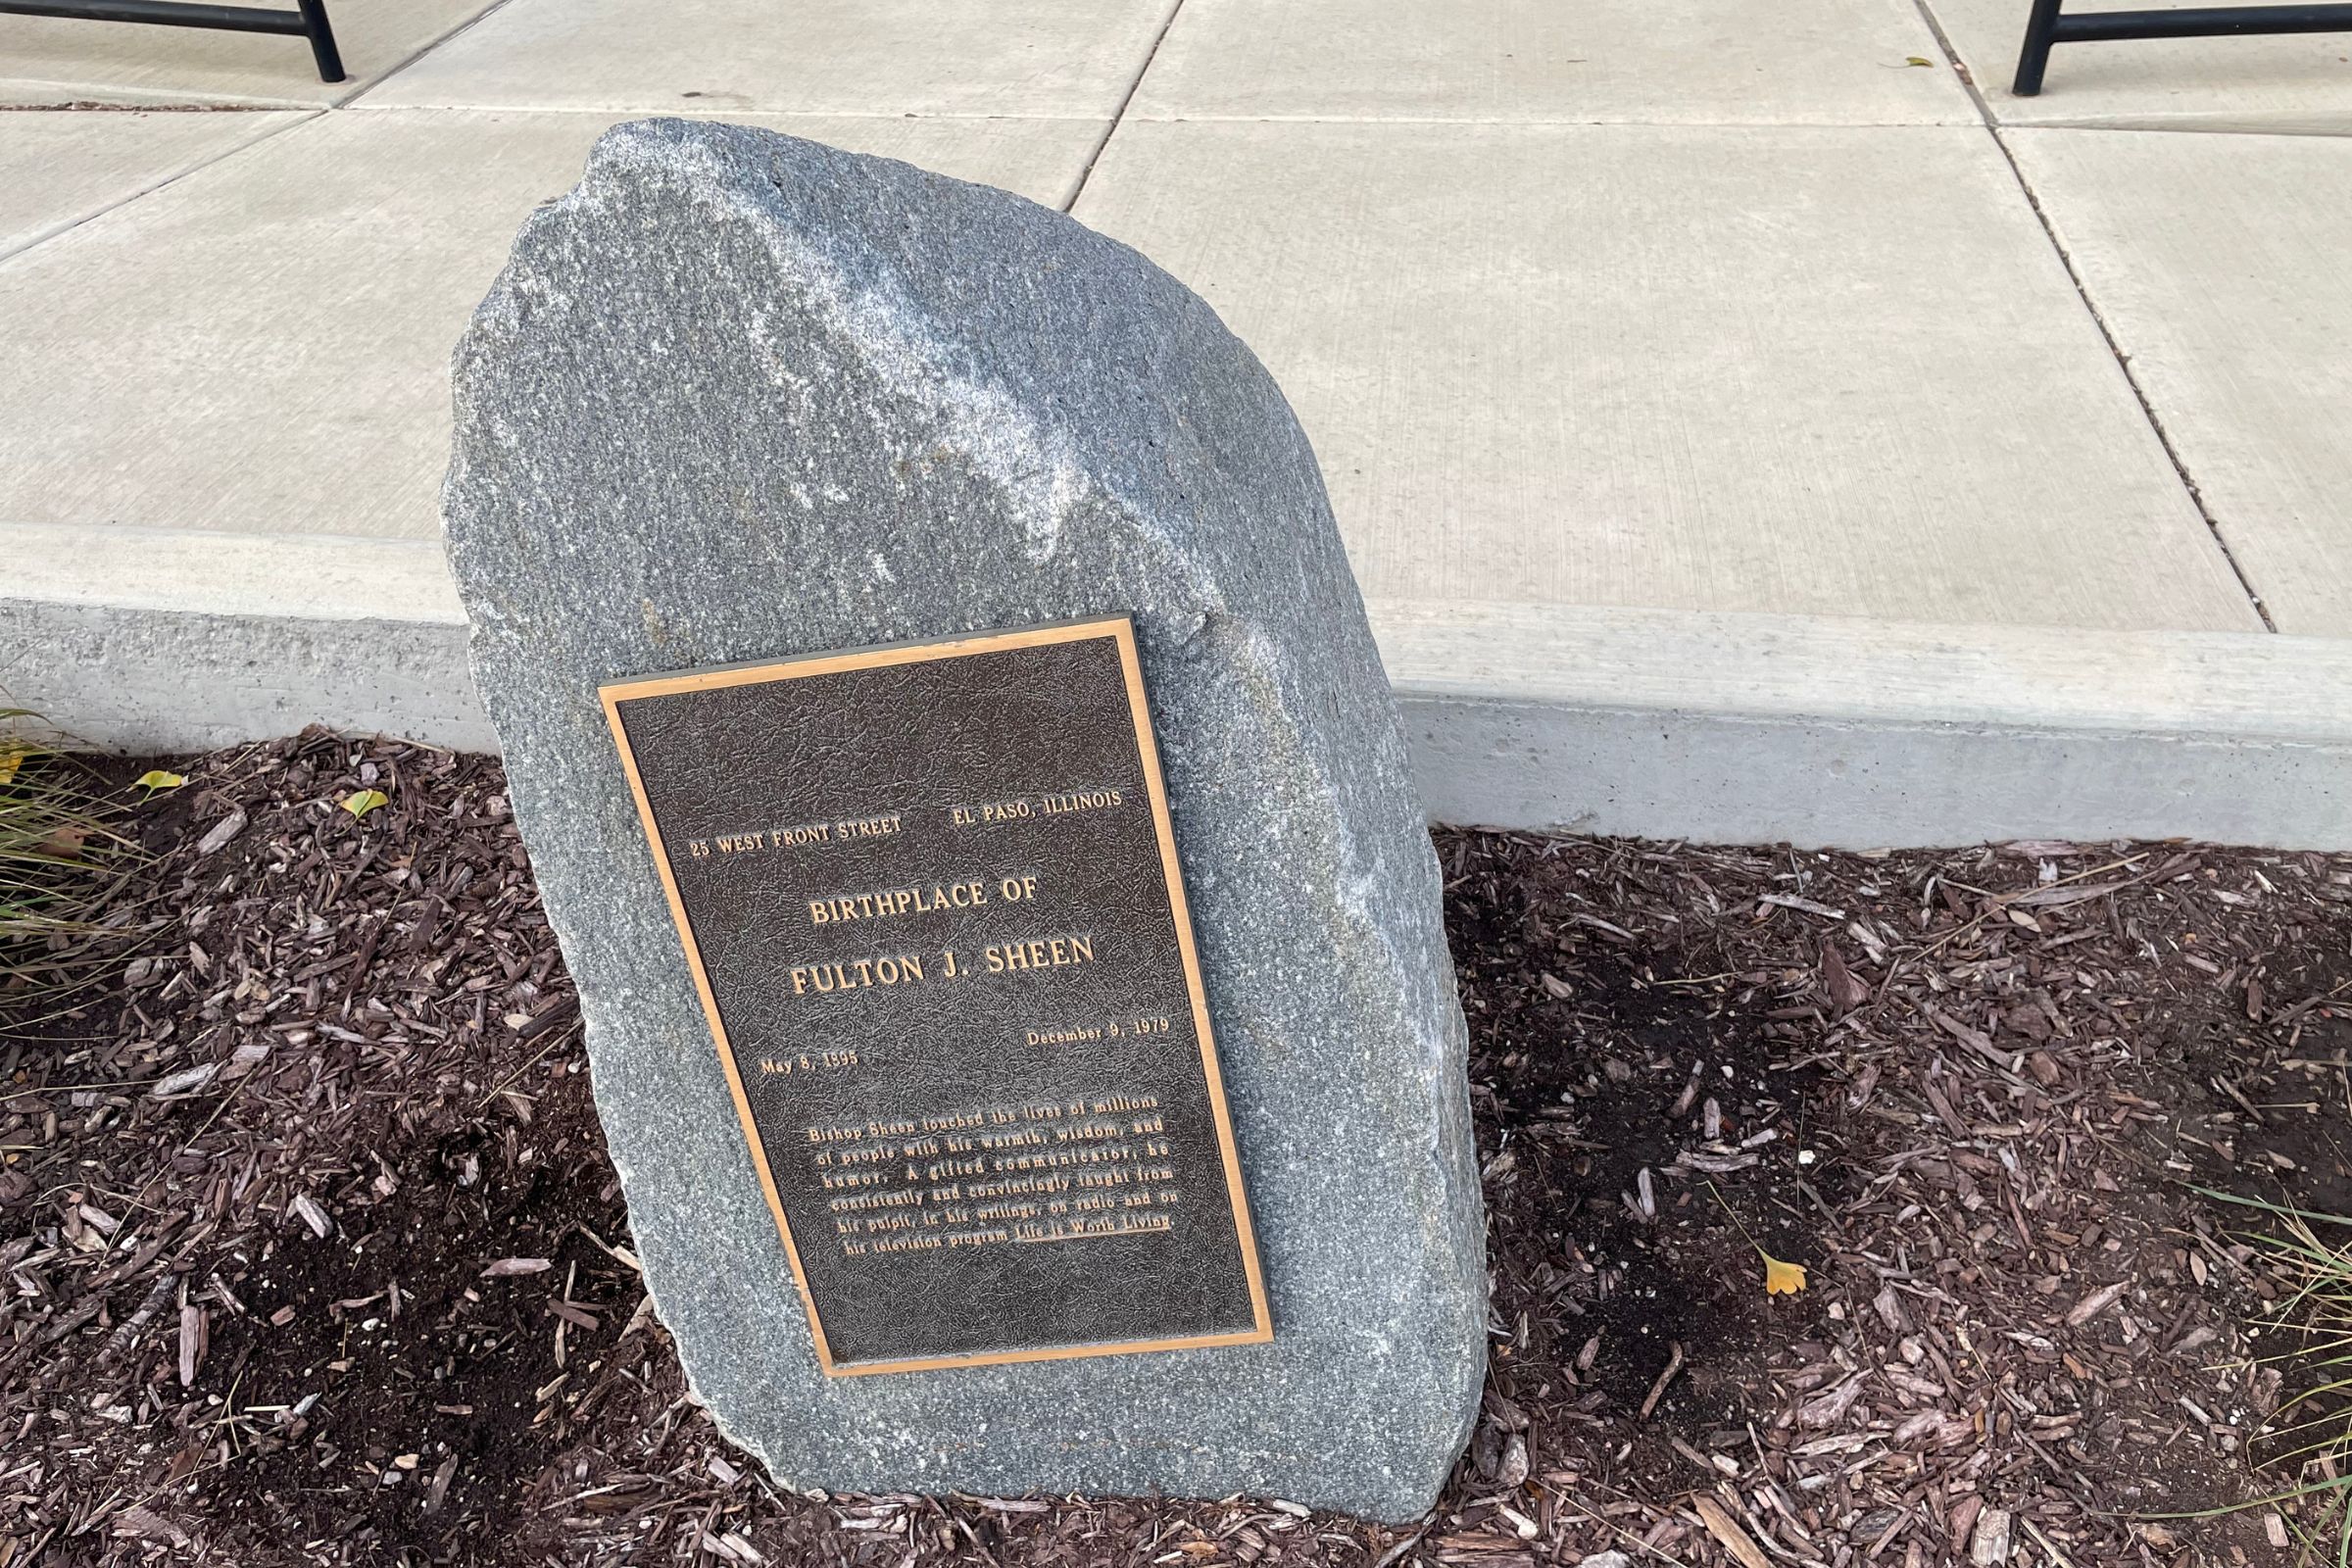 25 WEST FRONT STREET EL PASO, ILLINOIS
BIRTHPLACE OF
FULTON J. SHEEN
May 8, 1895 December 9, 1979
Bishop Sheen touched the lives of millions
of people with his warmth, wisdom, and
humor. A gifted communicator, he
consistently and convincingly taught from
his pulpit, in his writings, on radio and on
his television program Life is Worth Living